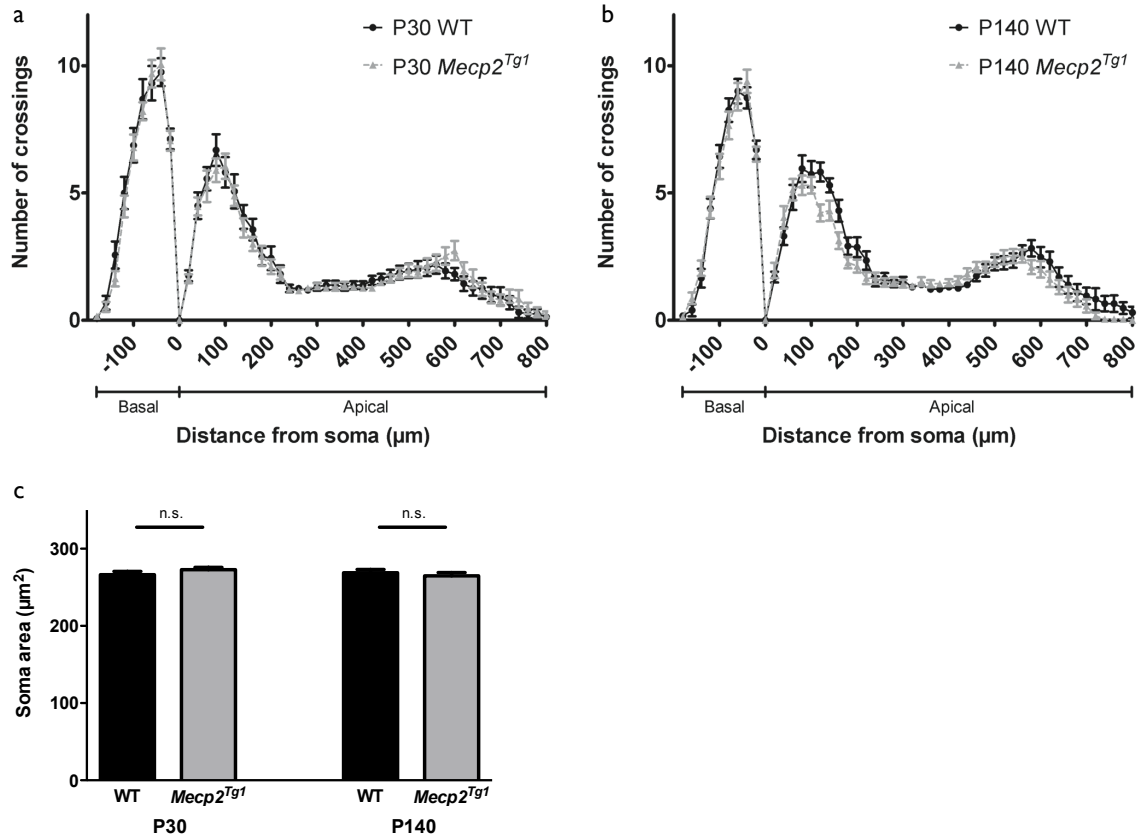 a
P30 WT
P30 Mecp2Tg1
Number of crossings
10
5
0
-100 0 100 200 300 400 500 600 700 800
Basal Apical
Distance from soma (µm)
b
P140 WT
P140 Mecp2Tg1
Number of crossings
10
5
0
-100 0 100 200 300 400 500 600 700 800
Basal Apical
Distance from soma (µm)
c
n.s. n.s.
Soma area (µm²)
300
200
100
0
WT Mecp2Tg1 WT Mecp2Tg1
P30 P140